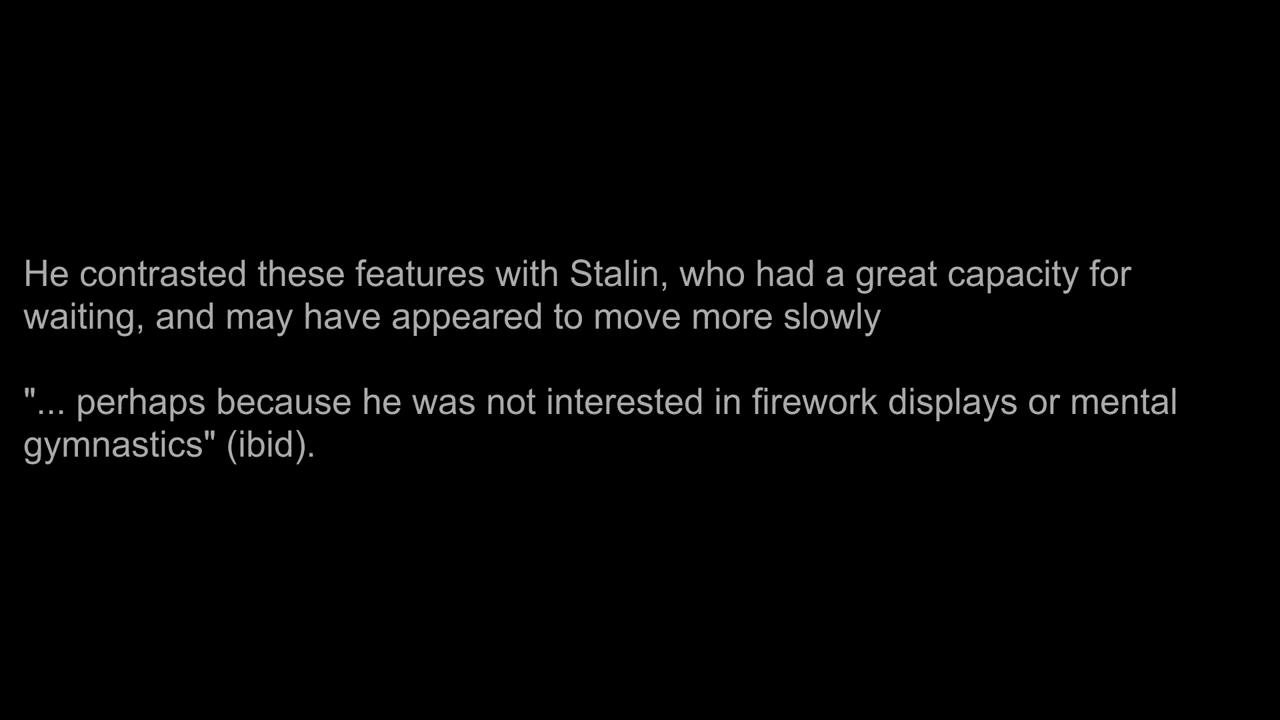 He contrasted these features with Stalin, who had a great capacity for
waiting, and may have appeared to move more slowly
"... perhaps because he was not interested in firework displays or mental
gymnastics" (ibid).